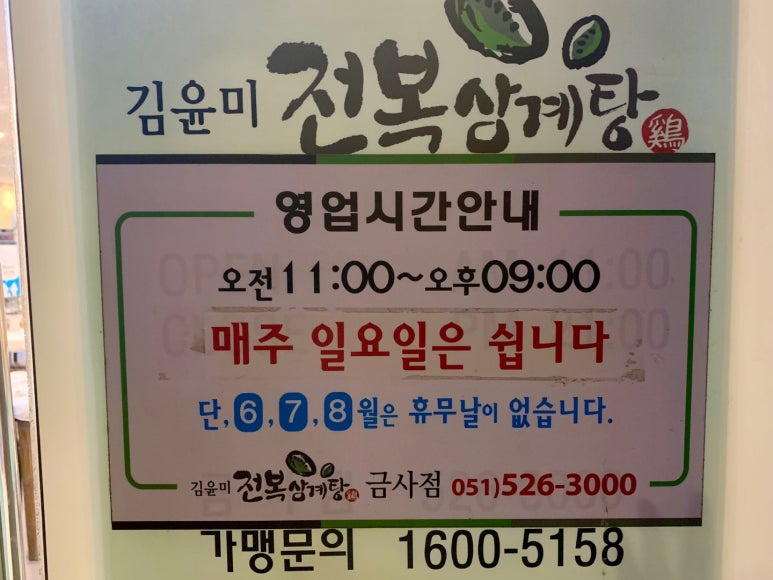 김윤미 전복삼계탕 鷄
영업시간안내
오전11:00~오후09:00
매주 일요일은 쉽니다
단, 6, 7, 8월은 휴무날이 없습니다.
김윤미 전복삼계탕 금사점 051)526-3000
가맹문의 1600-5158